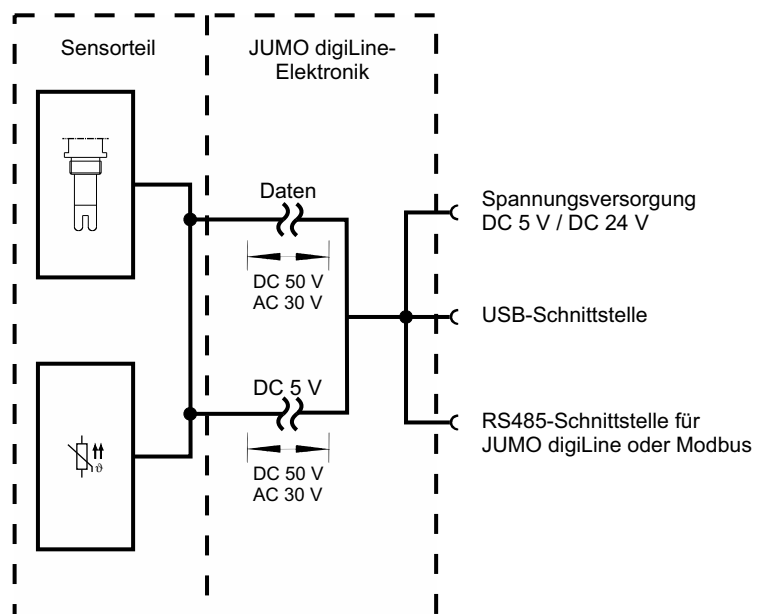 Sensorteil
JUMO digiLine-
Elektronik
Daten
DC 50 V
AC 30 V
DC 5 V
DC 50 V
AC 30 V
ϑ
Spannungsversorgung
DC 5 V / DC 24 V
USB-Schnittstelle
RS485-Schnittstelle für
JUMO digiLine oder Modbus